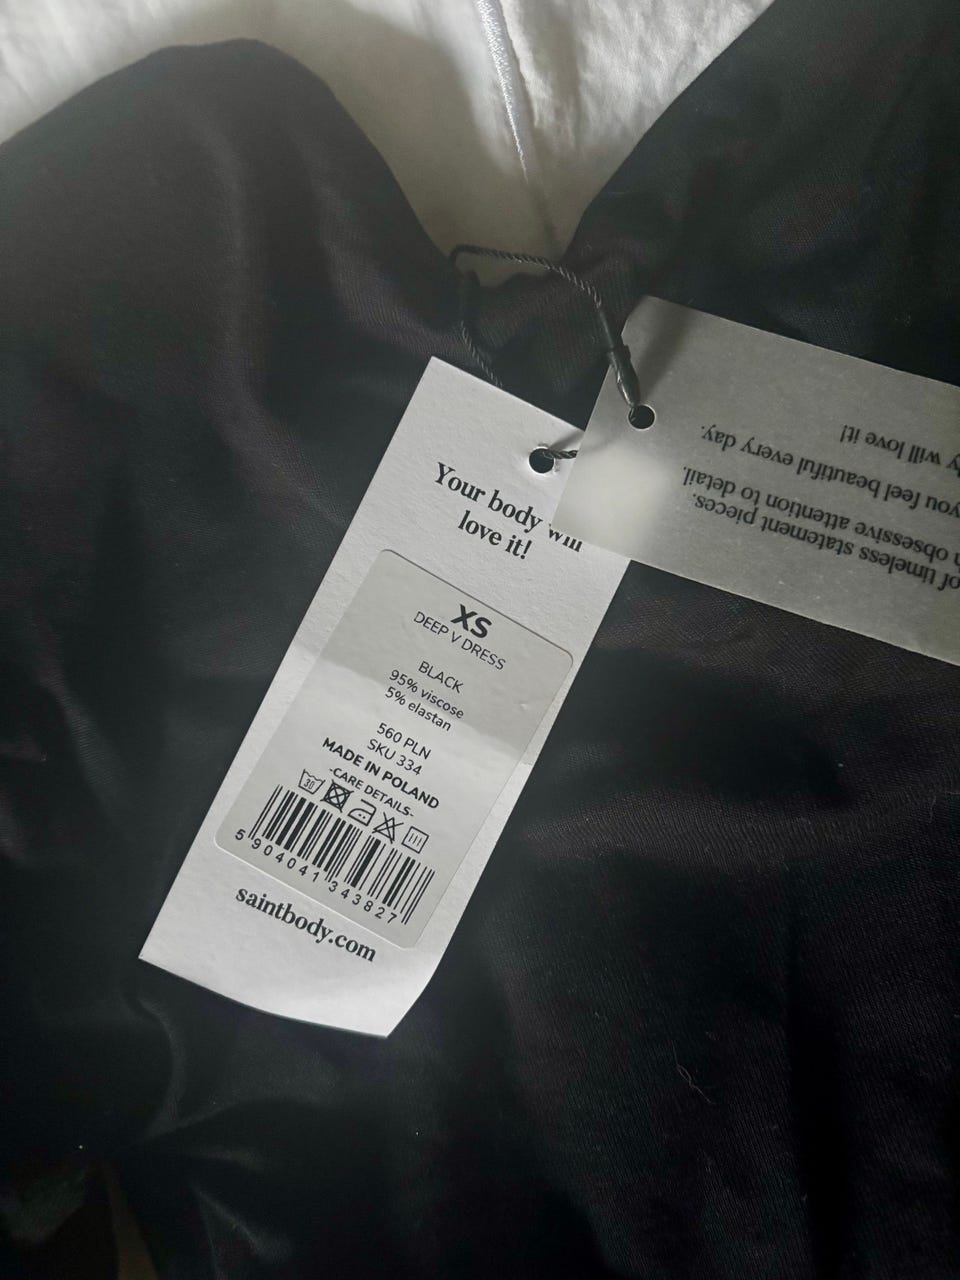 Your body will
love it!
XS
DEEP V DRESS
BLACK
95% viscose
5% elastan
560 PLN
SKU 334
MADE IN POLAND
-CARE DETAILS-
30
5 904041 343827
saintbody.com
of timeless statement pieces.
obsessive attention to detail.
you feel beautiful every day.
will love it!